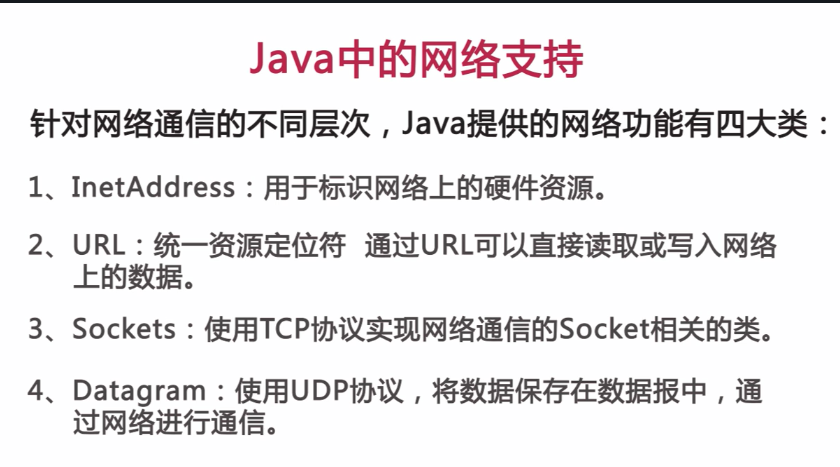 Java中的网络支持
针对网络通信的不同层次，Java提供的网络功能有四大类：
1、InetAddress：用于标识网络上的硬件资源。
2、URL：统一资源定位符  通过URL可以直接读取或写入网络
上的数据。
3、Sockets：使用TCP协议实现网络通信的Socket相关的类。
4、Datagram：使用UDP协议，将数据保存在数据报中，通
过网络进行通信。